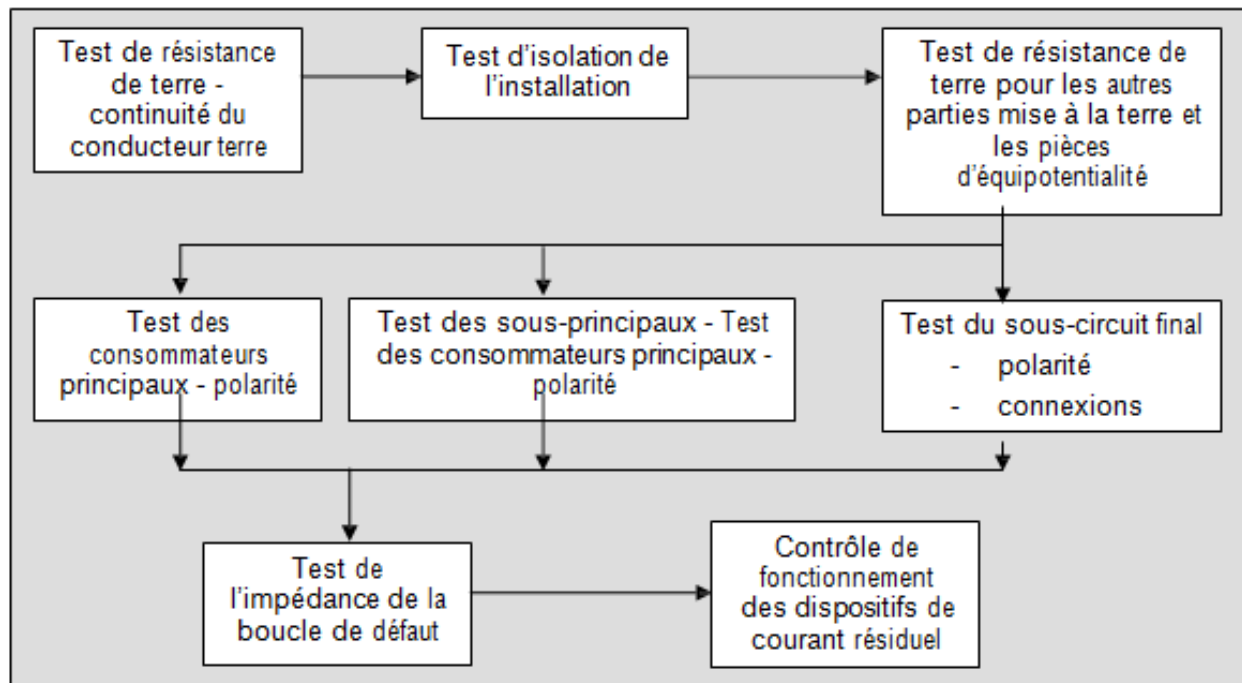 Test de résistance
de terre -
continuité du
conducteur terre
Test d'isolation de
l'installation
Test de résistance de
terre pour les autres
parties mise à la terre et
les pièces
d'équipotentialité
Test des
consommateurs
principaux - polarité
Test des sous-principaux - Test
des consommateurs principaux -
polarité
Test du sous-circuit final
- polarité
- connexions
Test de
l'impédance de la
boucle de défaut
Contrôle de
fonctionnement
des dispositifs de
courant résiduel